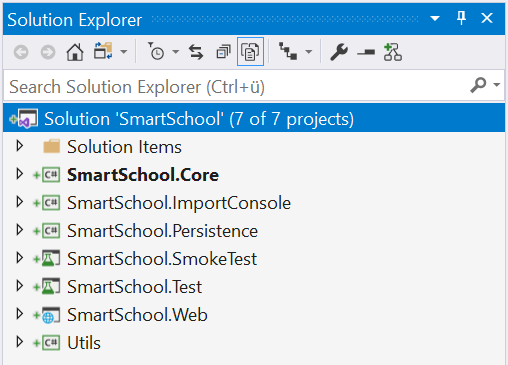 Solution Explorer
Search Solution Explorer (Ctrl+ü)
Solution 'SmartSchool' (7 of 7 projects)
Solution Items
C# SmartSchool.Core
C# SmartSchool.ImportConsole
C# SmartSchool.Persistence
SmartSchool.SmokeTest
SmartSchool.Test
SmartSchool.Web
C# Utils